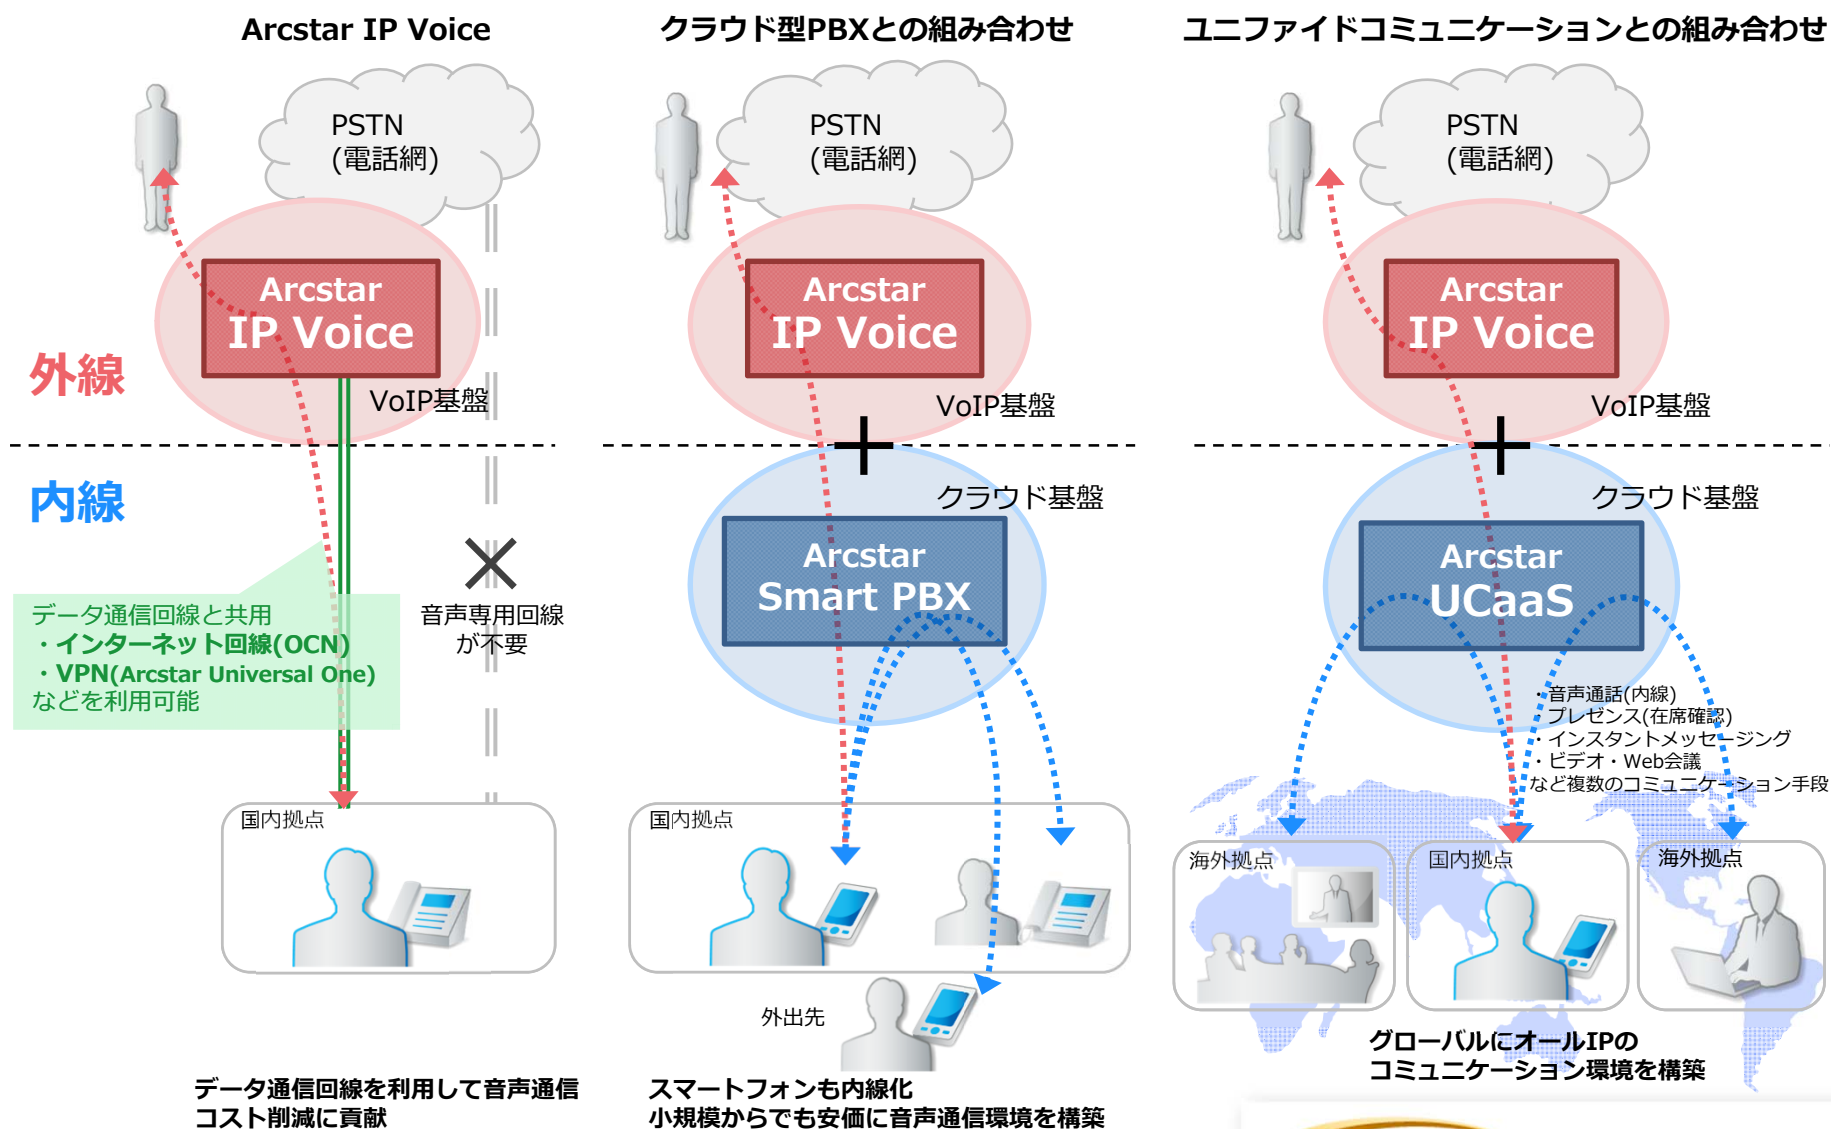 Arcstar IP Voice
PSTN
(電話網)
Arcstar
IP Voice
VoIP基盤
外線
内線
データ通信回線と共用
・インターネット回線(OCN)
・VPN(Arcstar Universal One)
などを利用可能
音声専用回線
が不要
国内拠点
データ通信回線を利用して音声通信
コスト削減に貢献
クラウド型PBXとの組み合わせ
PSTN
(電話網)
Arcstar
IP Voice
VoIP基盤
クラウド基盤
Arcstar
Smart PBX
国内拠点
外出先
スマートフォンも内線化
小規模からでも安価に音声通信環境を構築
ユニファイドコミュニケーションとの組み合わせ
PSTN
(電話網)
Arcstar
IP Voice
VoIP基盤
クラウド基盤
Arcstar
UCaaS
・音声通話(内線)
・プレゼンス(在席確認)
・インスタントメッセージング
・ビデオ・Web会議
など複数のコミュニケーション手段
海外拠点
国内拠点
海外拠点
グローバルにオールIPの
コミュニケーション環境を構築